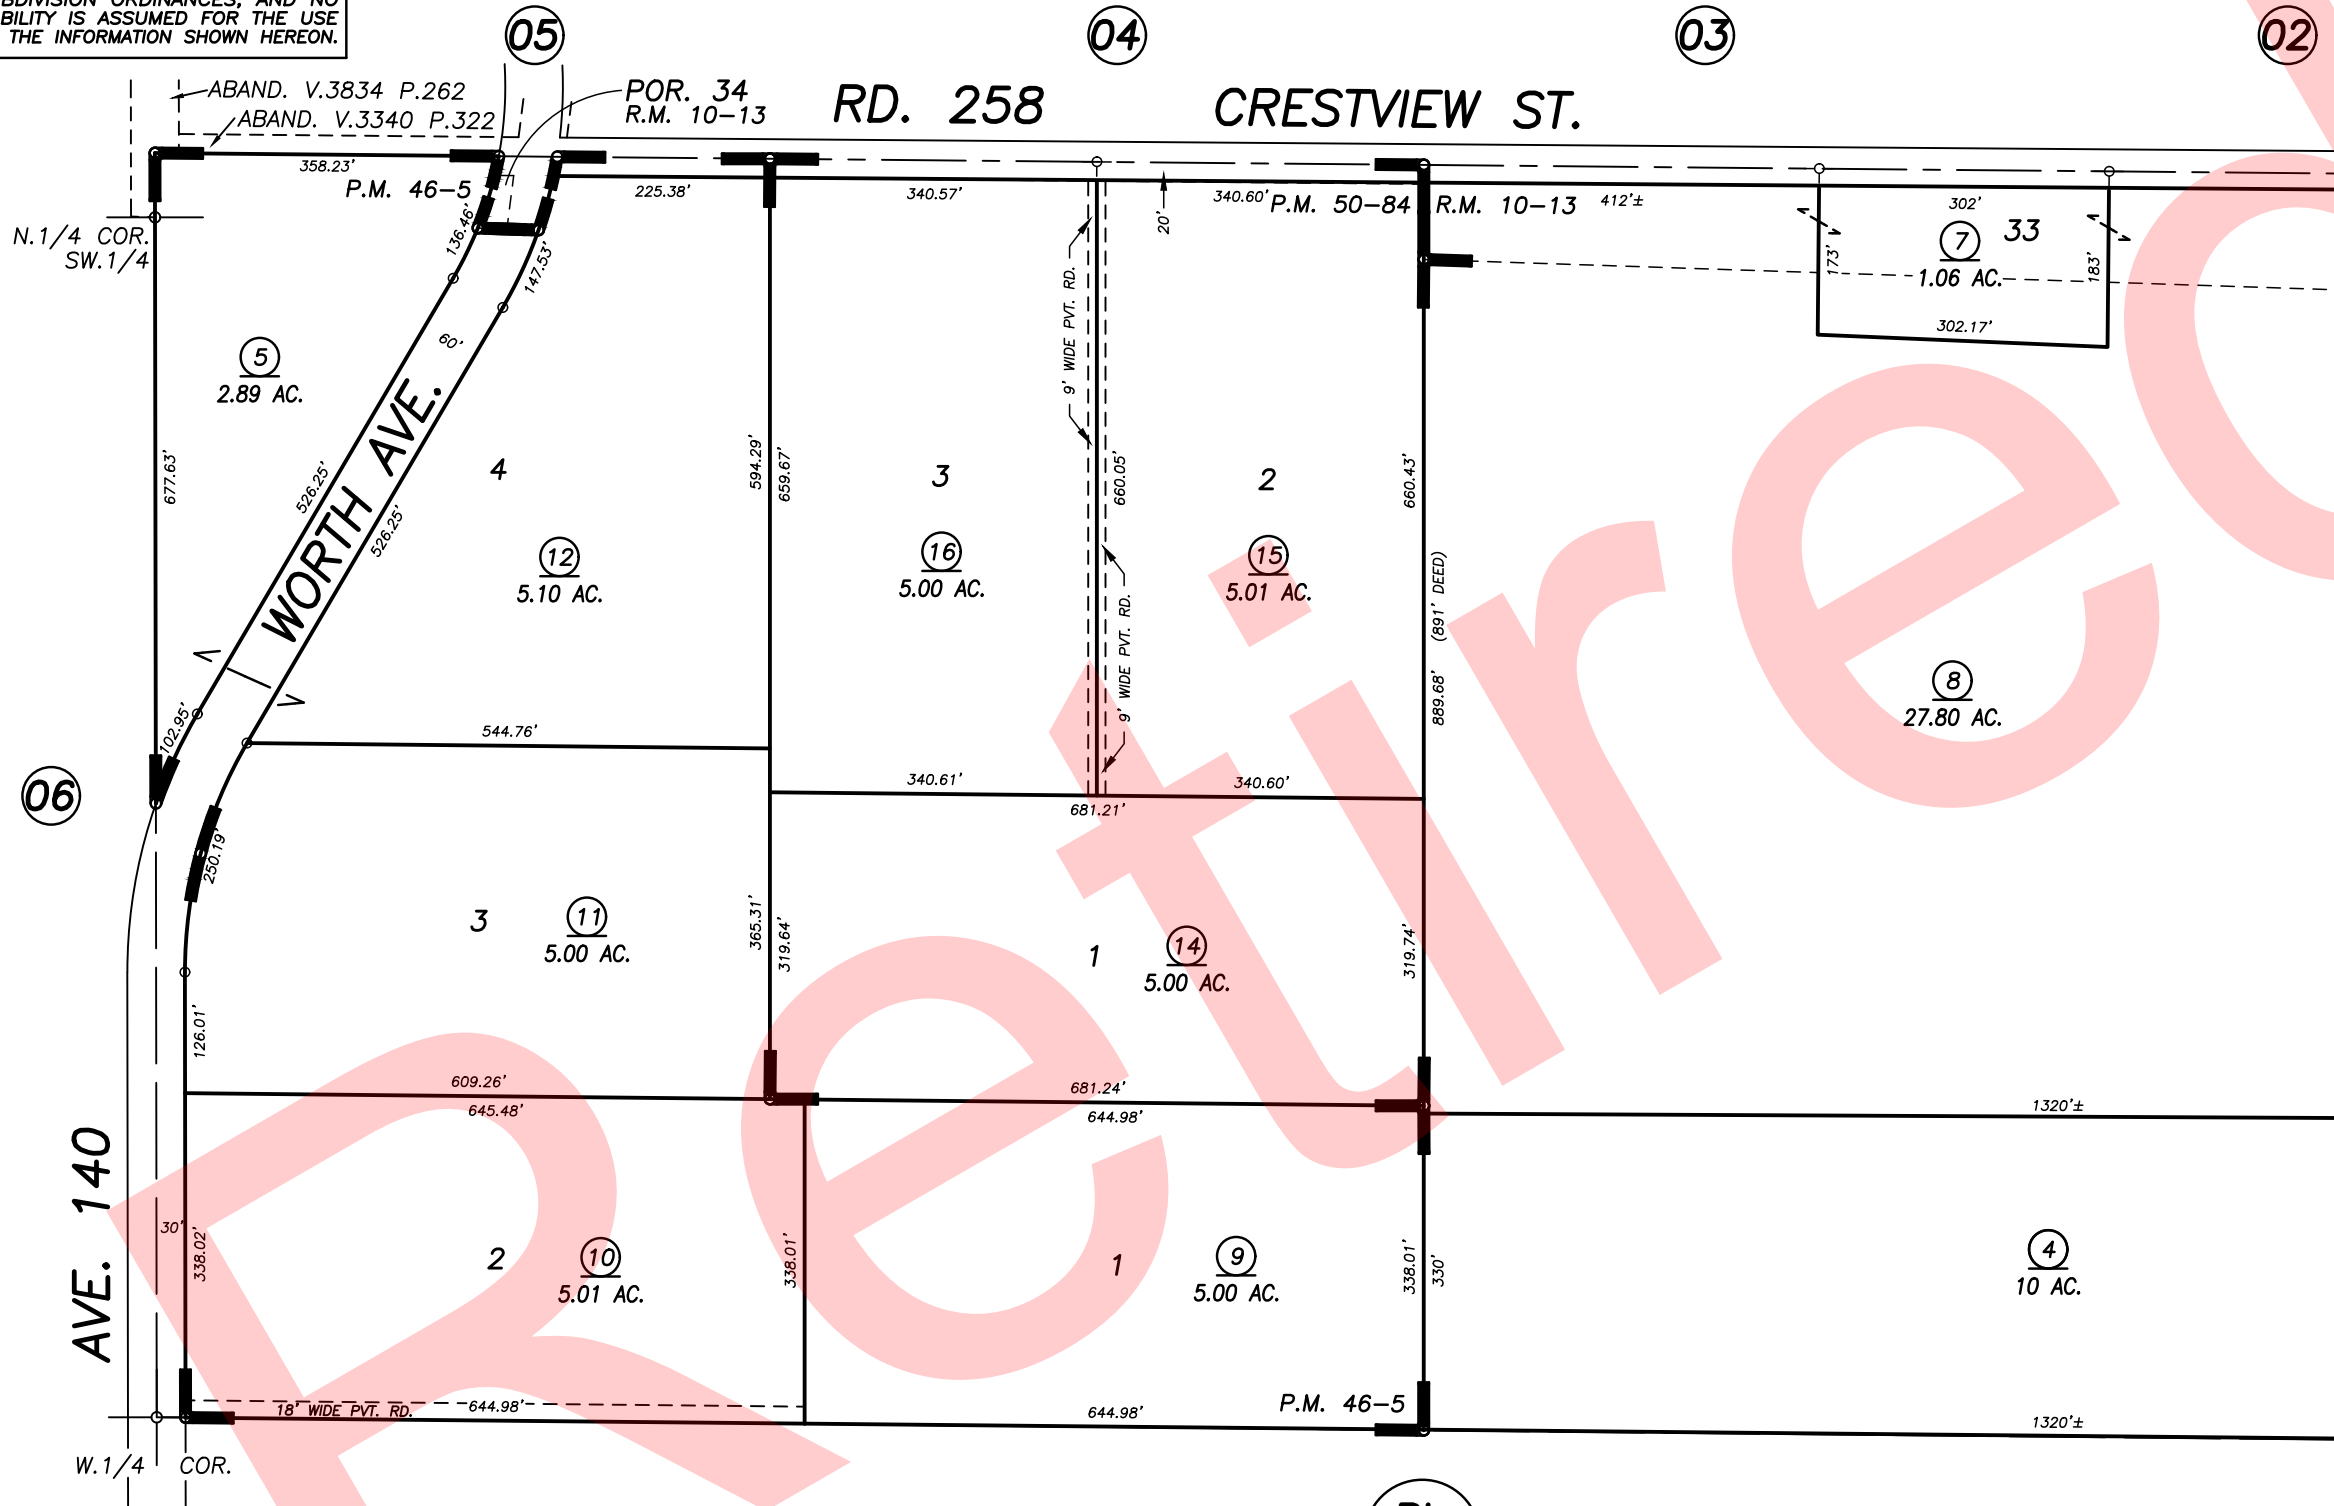 BDIVISION ORDINANCES, AND NO
BILITY IS ASSUMED FOR THE USE
THE INFORMATION SHOWN HEREON.
05
04
03
02
ABAND. V.3834 P.262
ABAND. V.3340 P.322
POR. 34
R.M. 10-13
RD. 258
CRESTVIEW ST.
358.23'
P.M. 46-5
225.38'
340.57'
340.60'
20'
P.M. 50-84
R.M. 10-13
412'±
302'
33
7
1.06 AC.
173'
183'
302.17'
N.1/4 COR.
SW.1/4
136.46'
147.53'
60'
9' WIDE PVT. RD.
5
2.89 AC.
WORTH AVE.
677.63'
526.25'
526.25'
4
12
5.10 AC.
594.29'
659.67'
3
16
5.00 AC.
660.05'
9' WIDE PVT. RD.
2
15
5.01 AC.
660.43'
(891' DEED)
889.68'
8
27.80 AC.
102.95'
544.76'
340.61'
340.60'
681.21'
06
250.19'
3
11
5.00 AC.
365.31'
319.64'
1
14
5.00 AC.
319.74'
126.01'
609.26'
645.48'
681.24'
644.98'
1320'±
AVE. 140
30'
338.02'
2
10
5.01 AC.
338.01'
1
9
5.00 AC.
338.01'
330'
4
10 AC.
18' WIDE PVT. RD.
644.98'
644.98'
P.M. 46-5
1320'±
W.1/4 COR.
Retired